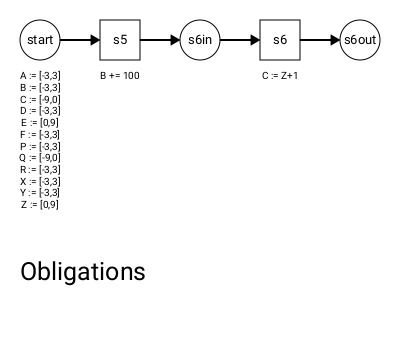 start s5 s6in s6 s6out
A := [-3,3] B += 100 C := Z+1
B := [-3,3]
C := [-9,0]
D := [-3,3]
E := [0,9]
F := [-3,3]
P := [-3,3]
Q := [-9,0]
R := [-3,3]
X := [-3,3]
Y := [-3,3]
Z := [0,9]
Obligations